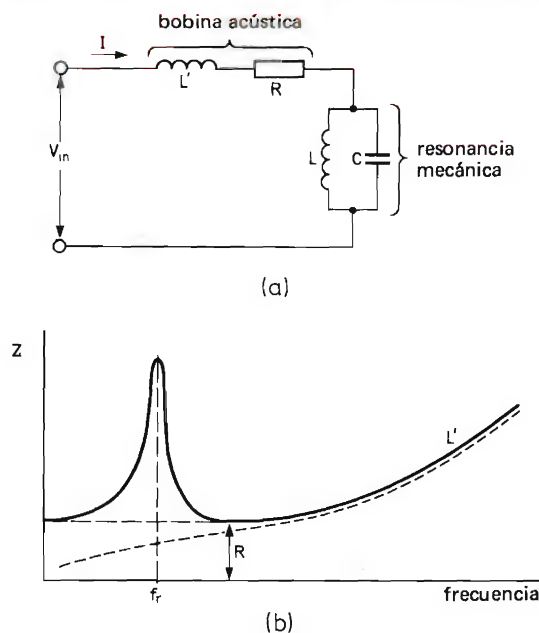 bobina acústica
I
L'
R
V_in
L
C
resonancia
mecánica
(a)
Z
L'
R
f_r
frecuencia
(b)